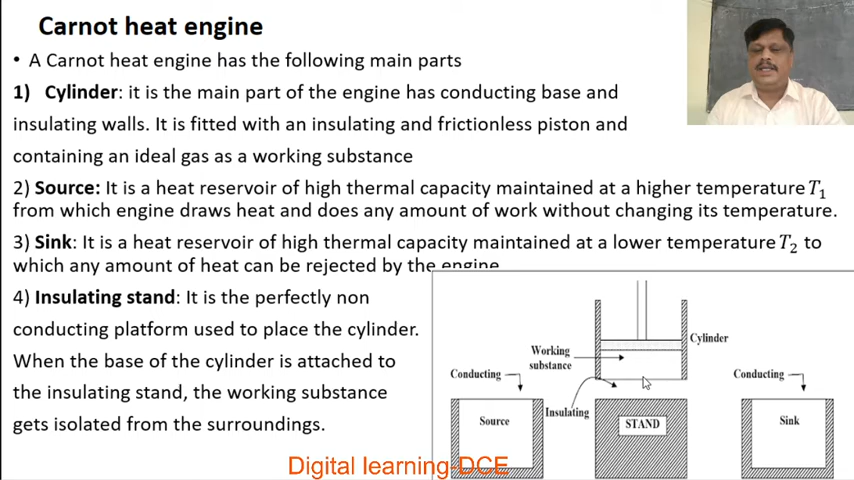 Carnot heat engine
• A Carnot heat engine has the following main parts
1) Cylinder: it is the main part of the engine has conducting base and
insulating walls. It is fitted with an insulating and frictionless piston and
containing an ideal gas as a working substance
2) Source: It is a heat reservoir of high thermal capacity maintained at a higher temperature T₁
from which engine draws heat and does any amount of work without changing its temperature.
3) Sink: It is a heat reservoir of high thermal capacity maintained at a lower temperature T₂ to
which any amount of heat can be rejected by the engine
4) Insulating stand: It is the perfectly non
conducting platform used to place the cylinder.
When the base of the cylinder is attached to
the insulating stand, the working substance
gets isolated from the surroundings.
Cylinder
Working
substance
Conducting
Conducting
Insulating
Source
STAND
Sink
Digital learning-DCE